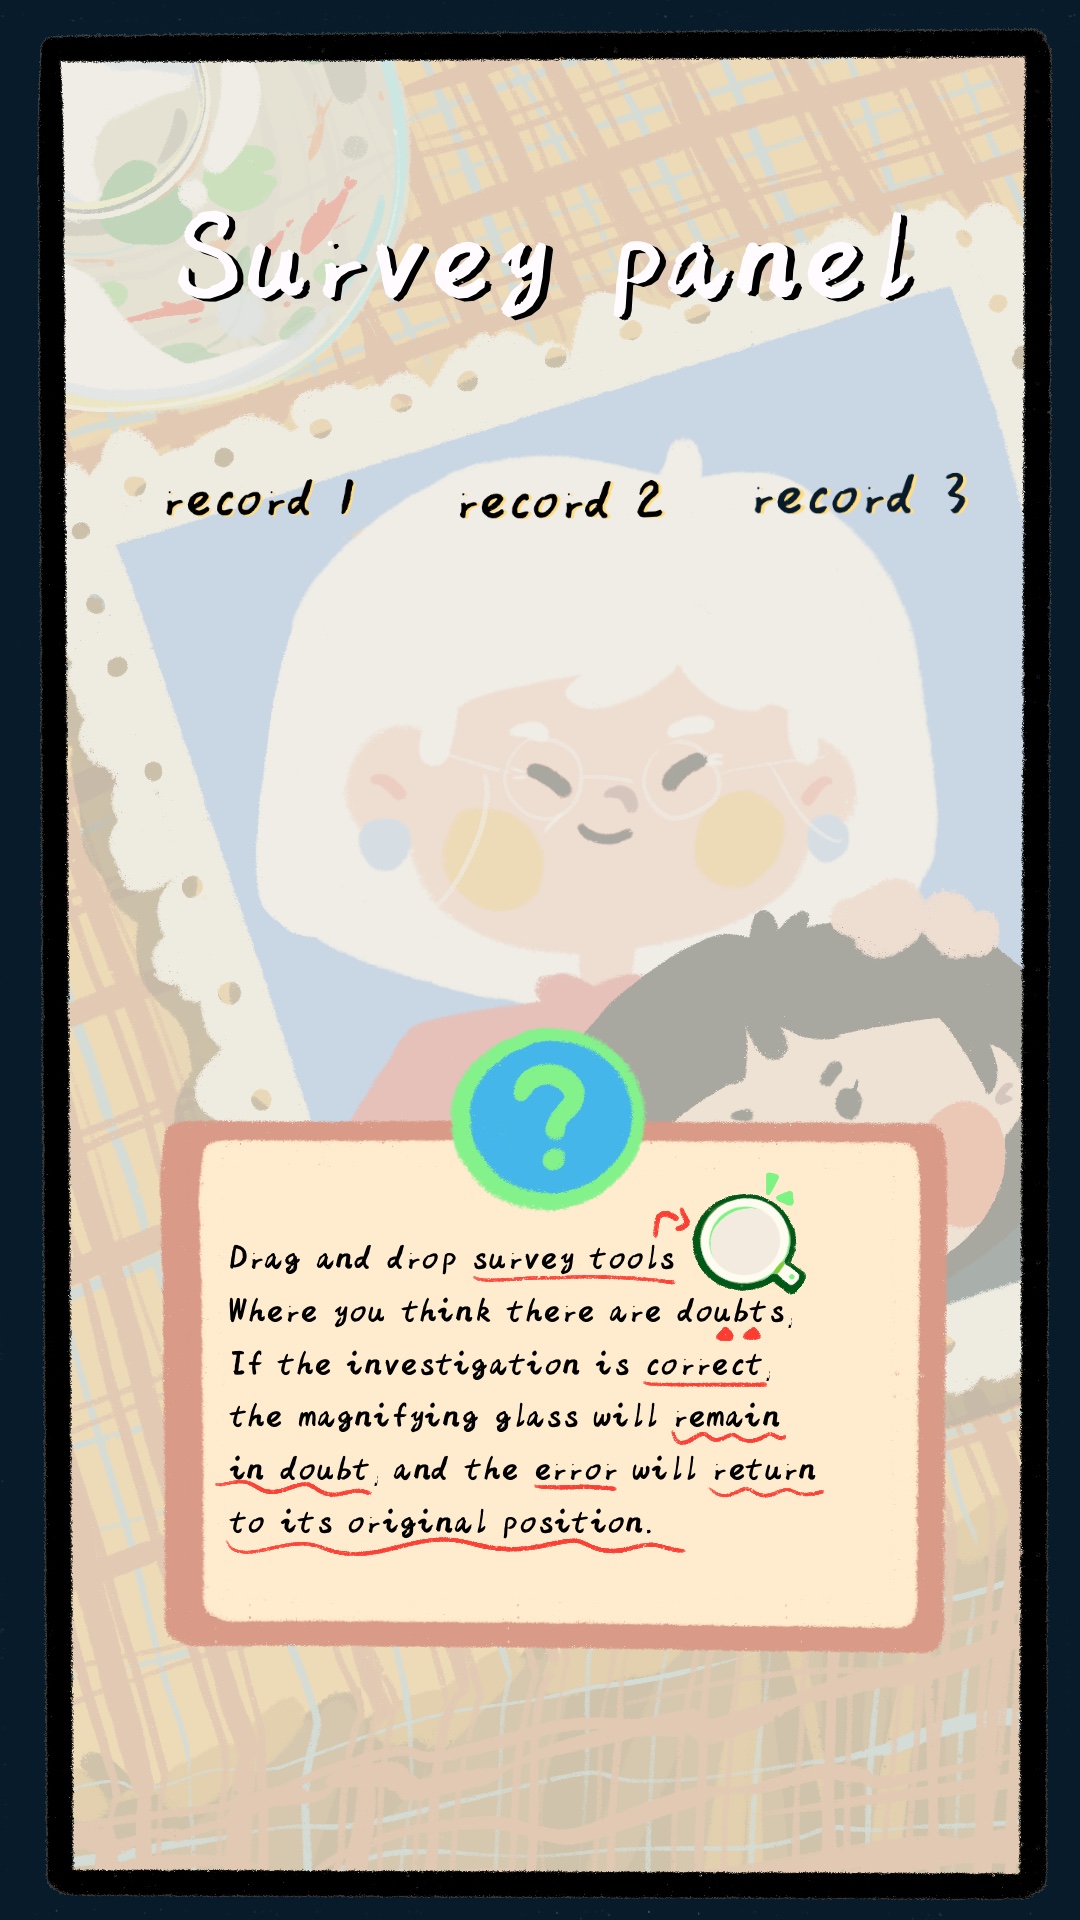 Survey panel
record 1 record 2 record 3
?
Drag and drop survey tools
Where you think there are doubts,
If the investigation is correct,
the magnifying glass will remain
in doubt, and the error will return
to its original position.